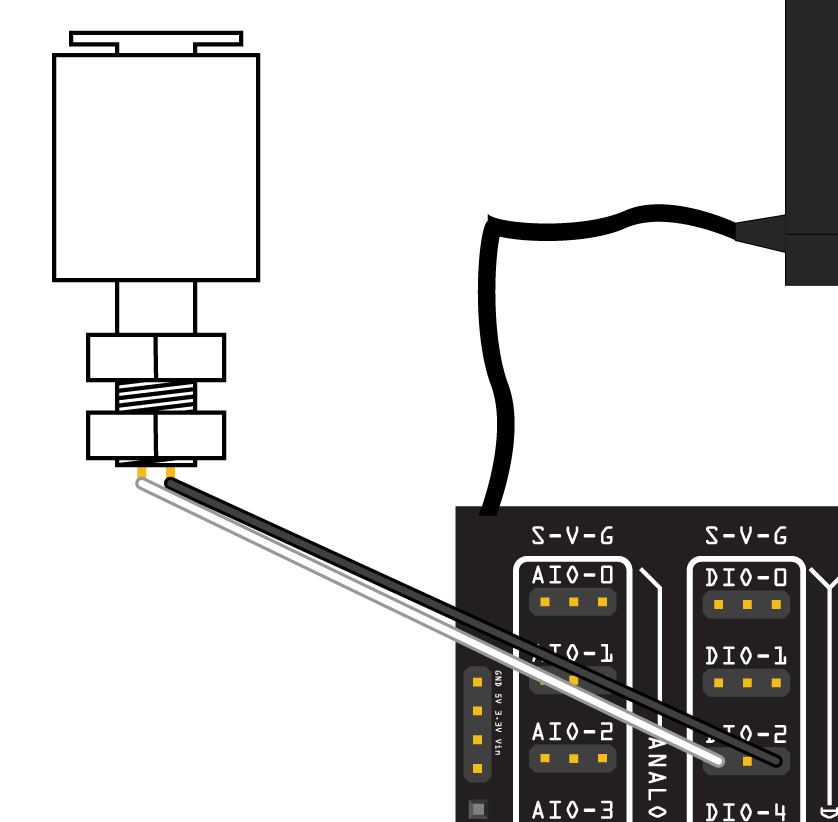 S-V-G
S-V-G
AIO-0
DIO-0
AIO-1
DIO-1
GND 5V 3.3V Vin
AIO-2
DIO-2
ANALO
AIO-3
DIO-4
D